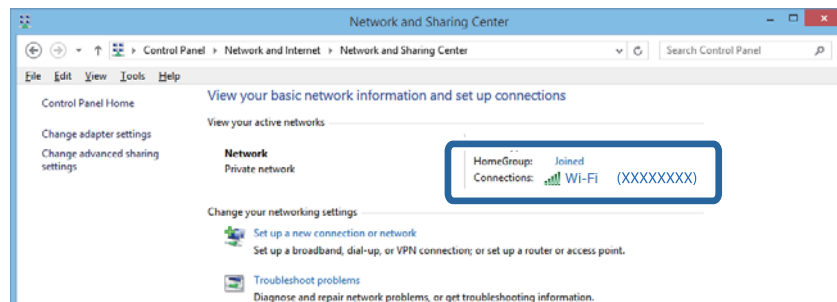 Network and Sharing Center
Control Panel Network and Internet Network and Sharing Center Search Control Panel
File Edit View Tools Help
Control Panel Home
Change adapter settings
Change advanced sharing
settings
View your basic network information and set up connections
View your active networks
Network
Private network
HomeGroup: Joined
Connections: Wi-Fi (XXXXXXXX)
Change your networking settings
Set up a new connection or network
Set up a broadband, dial-up, or VPN connection; or set up a router or access point.
Troubleshoot problems
Diagnose and repair network problems, or get troubleshooting information.